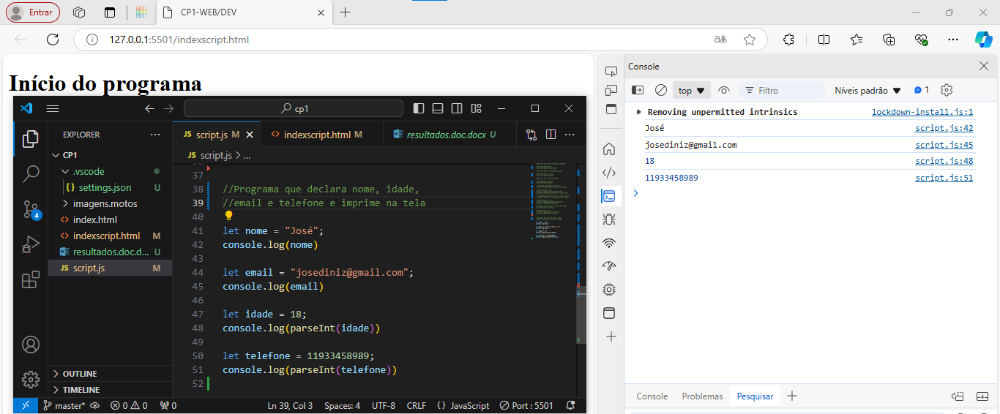 Entrar
CP1-WEB/DEV
127.0.0.1:5501/indexscript.html
Início do programa
cp1
EXPLORER
CP1
.vscode
settings.json U
imagens.motos
index.html
indexscript.html M
resultados.doc.d... U
script.js M
OUTLINE
TIMELINE
script.js M
indexscript.html M
resultados.doc.docx U
script.js > ...
37
38 //Programa que declara nome, idade,
39 //email e telefone e imprime na tela
40
41 let nome = "José";
42 console.log(nome)
43
44 let email = "josediniz@gmail.com";
45 console.log(email)
46
47 let idade = 18;
48 console.log(parseInt(idade))
49
50 let telefone = 11933458989;
51 console.log(parseInt(telefone))
52
4
master* 0 0 0 Ln 39, Col 3 Spaces: 4 UTF-8 CRLF {} JavaScript Port : 5501
Console
top Filtro Níveis padrão 1
Removing unpermitted intrinsics lockdown-install.js:1
José script.js:42
josediniz@gmail.com script.js:45
18 script.js:48
11933458989 script.js:51
Console Problemas Pesquisar